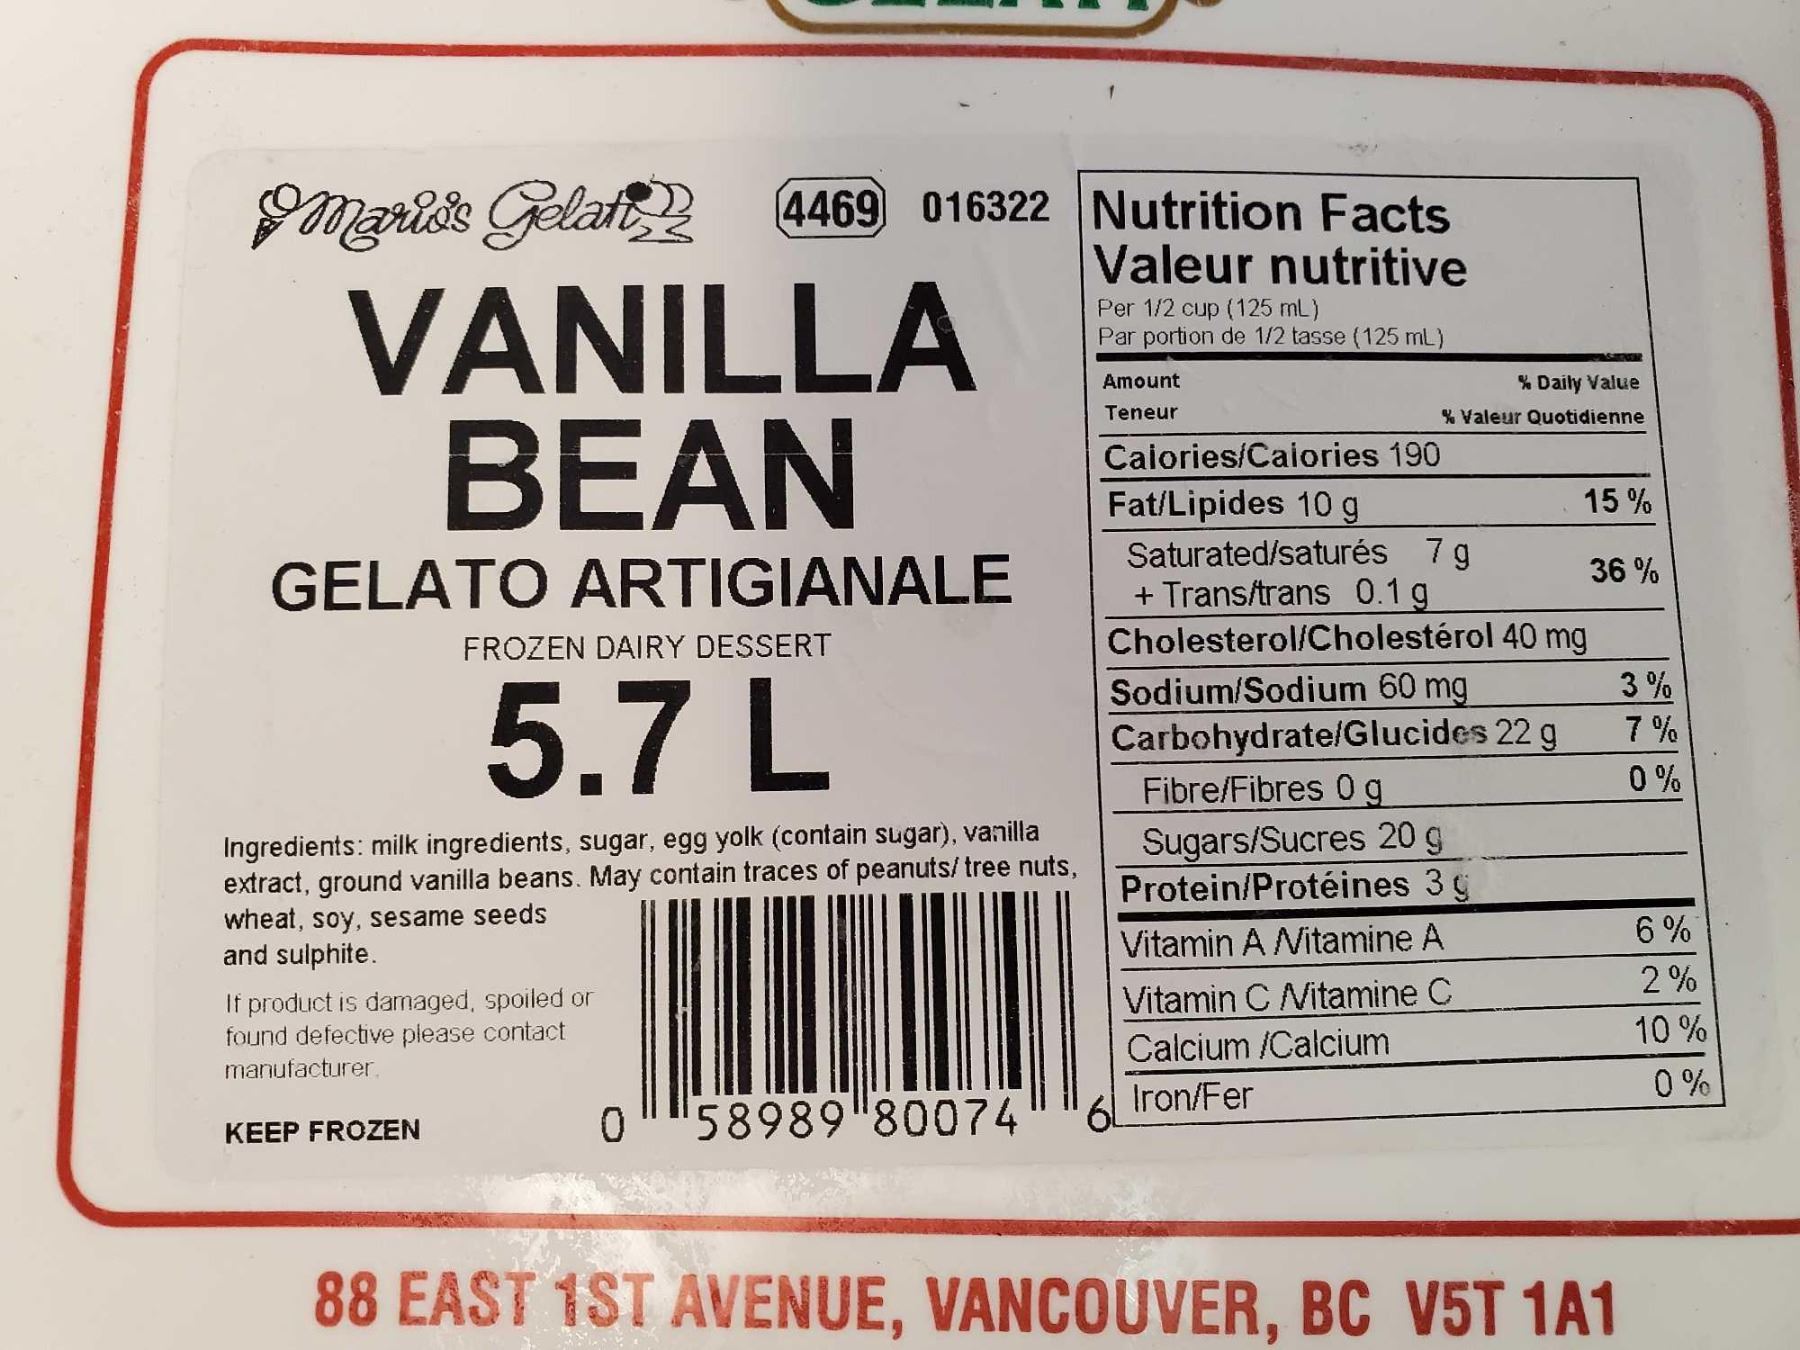 Mario's Gelati
4469 016322
VANILLA
BEAN
GELATO ARTIGIANALE
FROZEN DAIRY DESSERT
5.7 L
Ingredients: milk ingredients, sugar, egg yolk (contain sugar), vanilla
extract, ground vanilla beans. May contain traces of peanuts/ tree nuts,
wheat, soy, sesame seeds
and sulphite.
If product is damaged, spoiled or
found defective please contact
manufacturer.
KEEP FROZEN
0 58989 80074 6
Nutrition Facts
Valeur nutritive
Per 1/2 cup (125 mL)
Par portion de 1/2 tasse (125 mL)
Amount % Daily Value
Teneur % Valeur Quotidienne
Calories/Calories 190
Fat/Lipides 10 g 15 %
Saturated/saturés 7 g
+ Trans/trans 0.1 g 36 %
Cholesterol/Cholestérol 40 mg
Sodium/Sodium 60 mg 3 %
Carbohydrate/Glucides 22 g 7 %
Fibre/Fibres 0 g 0 %
Sugars/Sucres 20 g
Protein/Protéines 3 g
Vitamin A /Vitamine A 6 %
Vitamin C /Vitamine C 2 %
Calcium /Calcium 10 %
Iron/Fer 0 %
88 EAST 1ST AVENUE, VANCOUVER, BC V5T 1A1